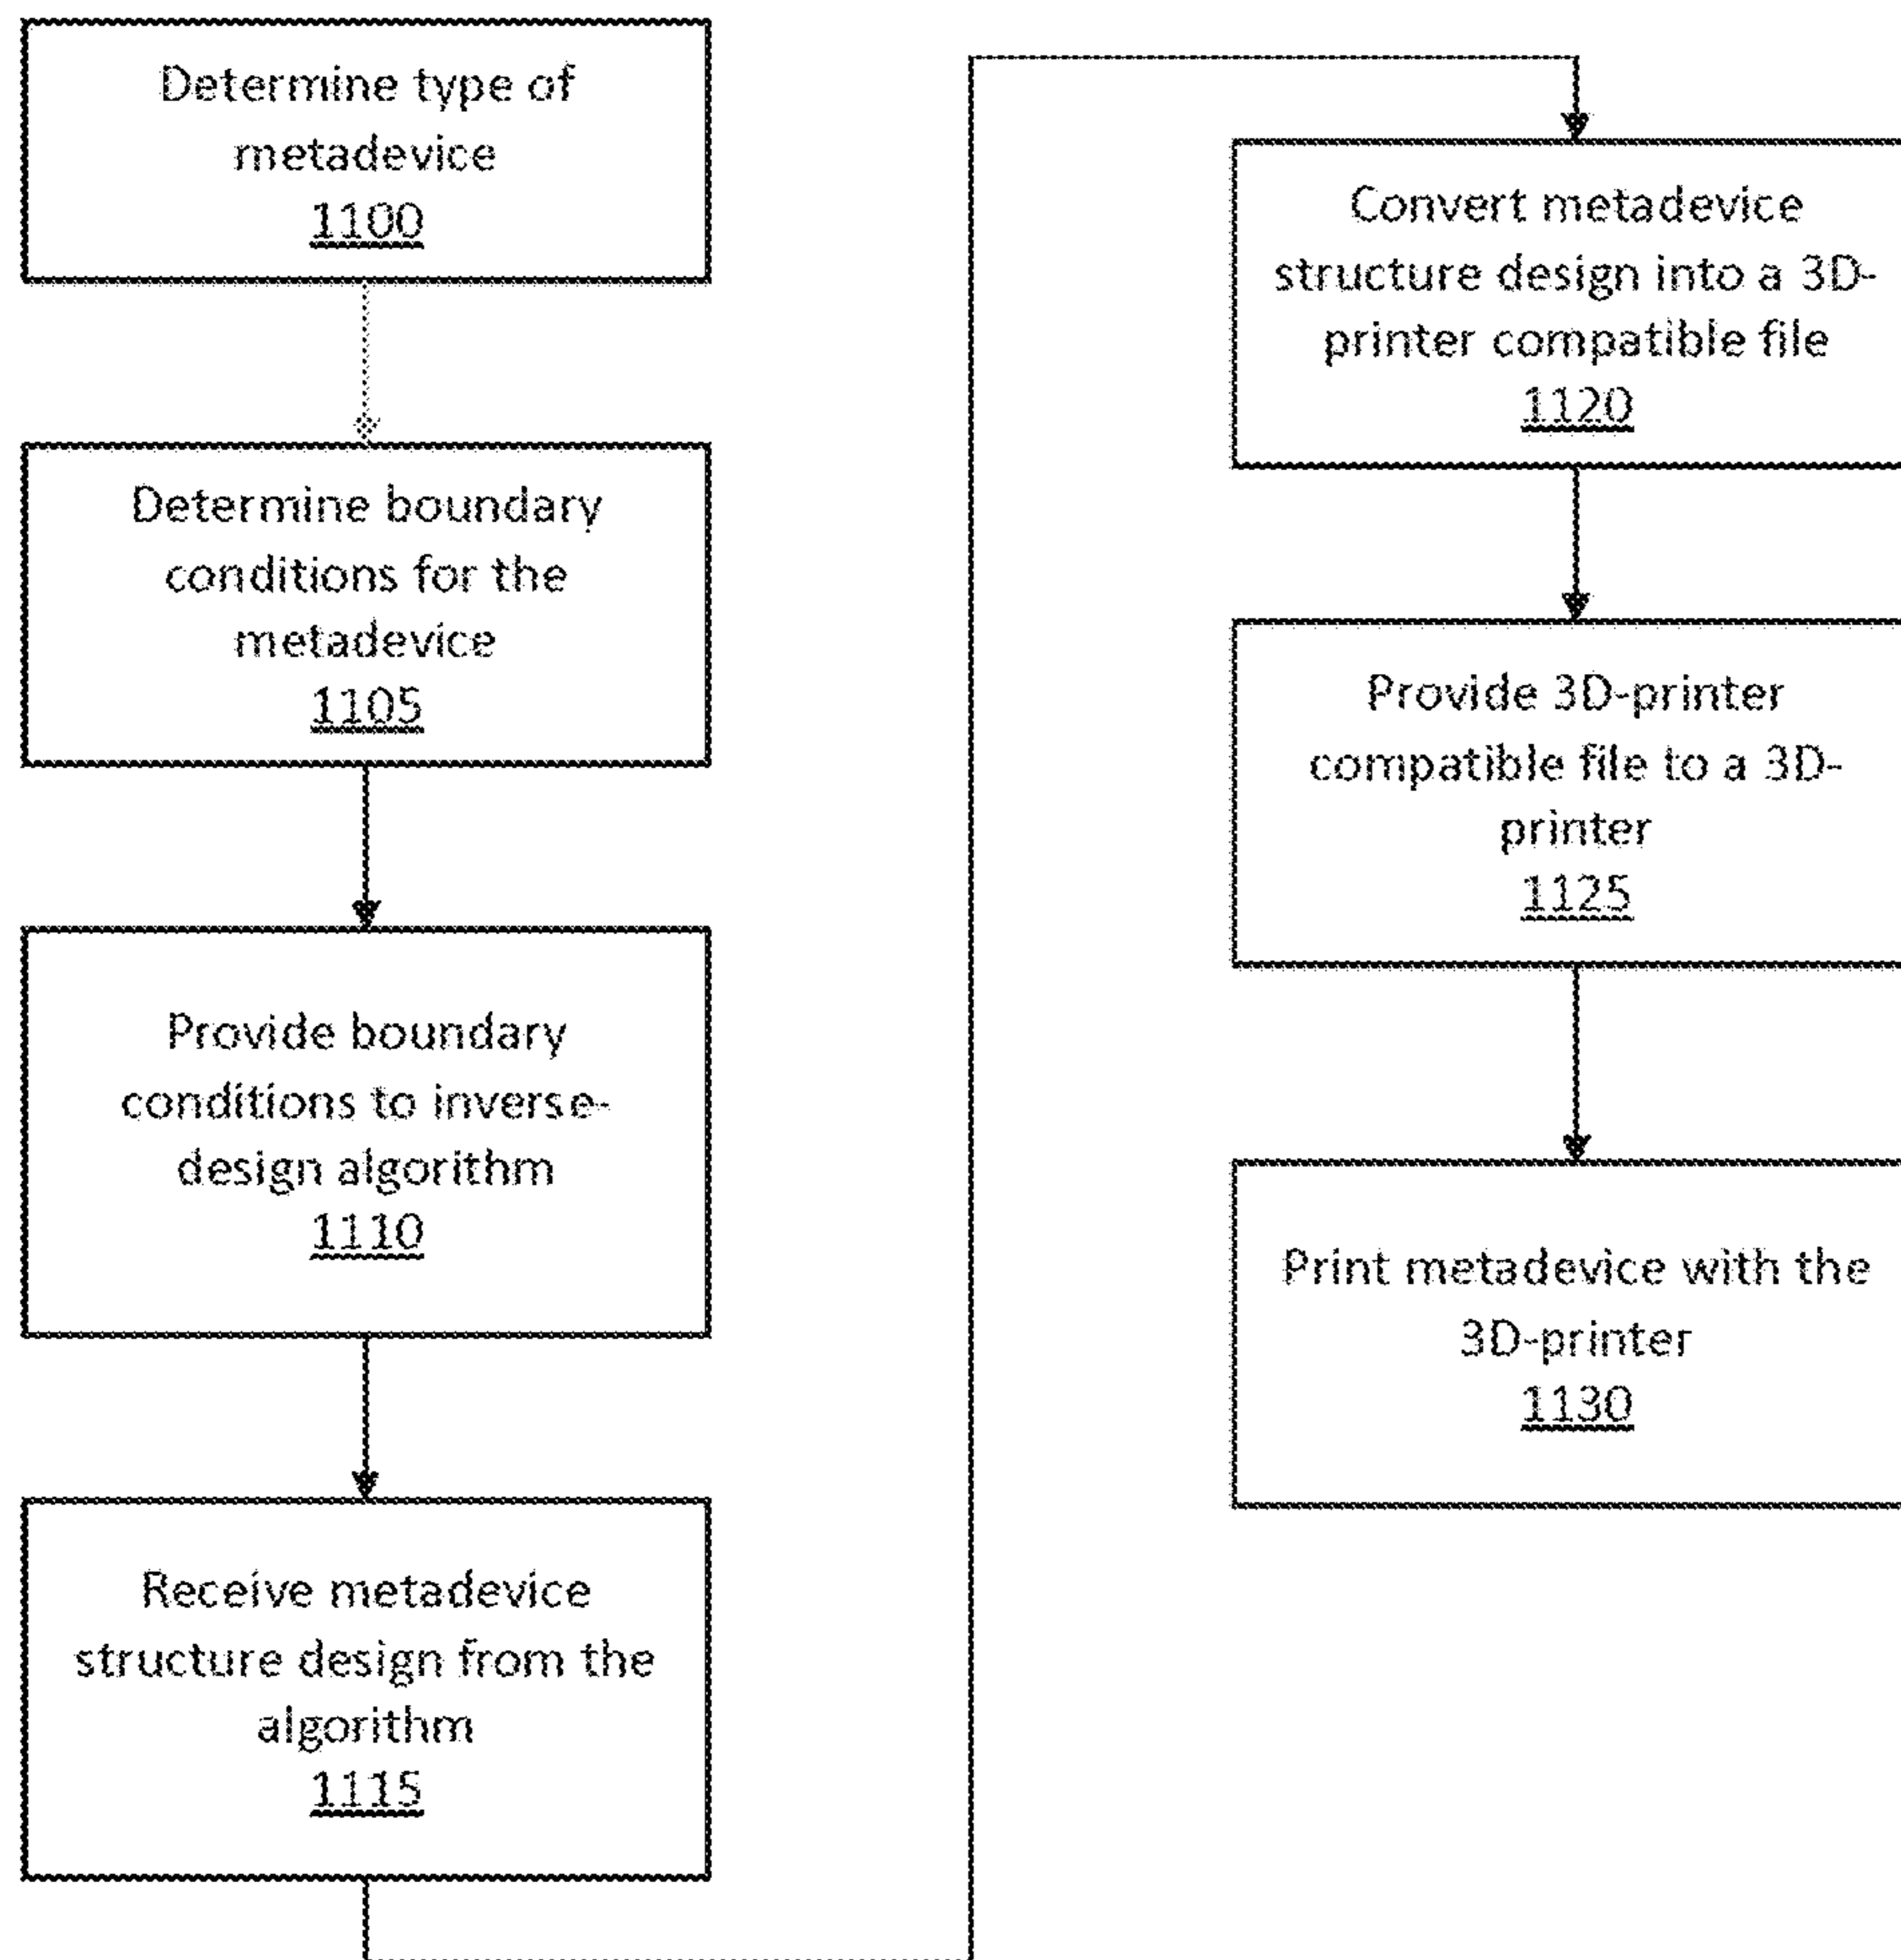 Determine type of
metadevice
1100
Determine boundary
conditions for the
metadevice
1105
Provide boundary
conditions to inverse-
design algorithm
1110
Receive metadevice
structure design from the
algorithm
1115
Convert metadevice
structure design into a 3D-
printer compatible file
1120
Provide 3D-printer
compatible file to a 3D-
printer
1125
Print metadevice with the
3D-printer
1130